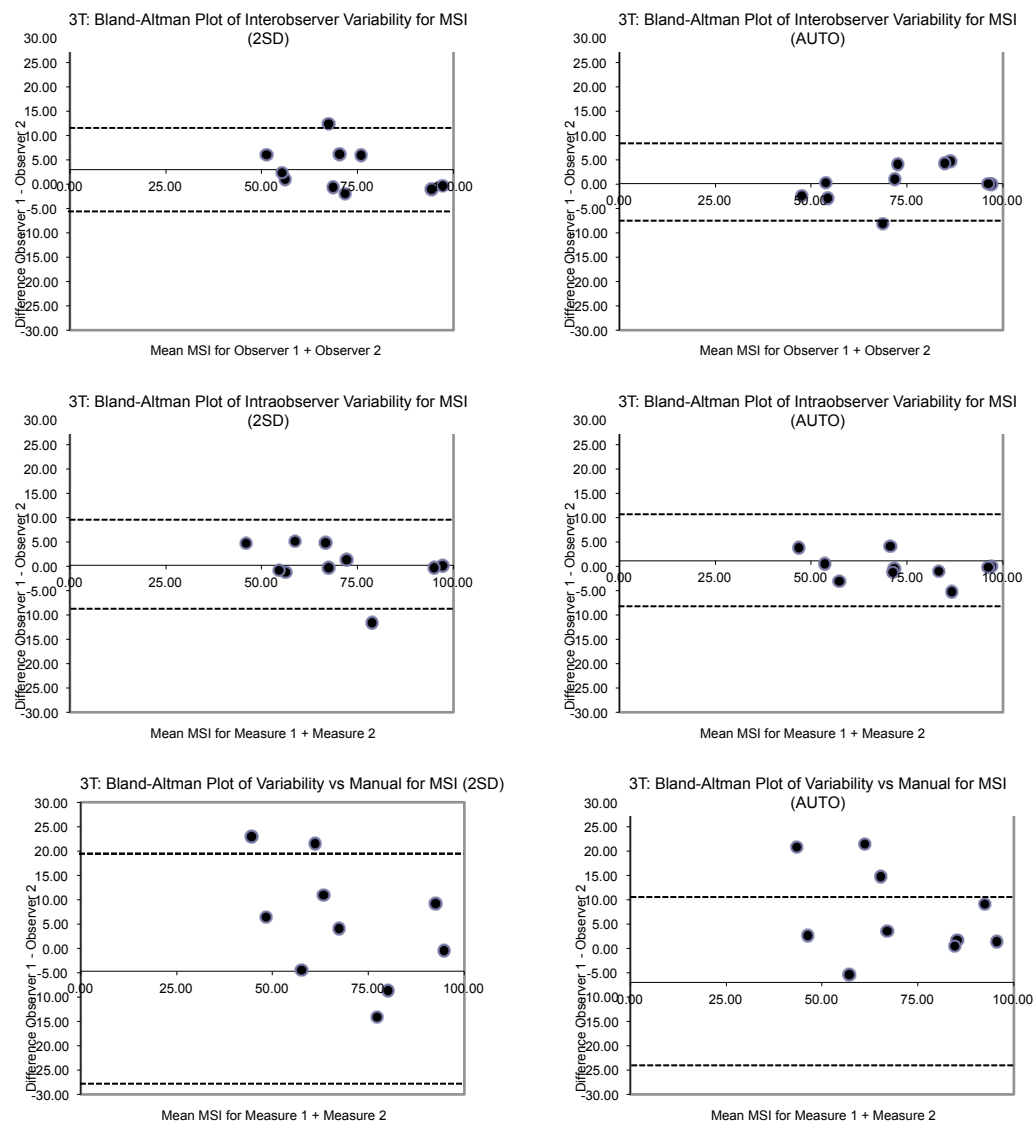 3T: Bland-Altman Plot of Interobserver Variability for MSI
(2SD)
30.00
25.00
20.00
15.00
10.00
5.00
0.00
-5.00
-10.00
-15.00
-20.00
-25.00
-30.00
Difference Observer 1 - Observer 2
0.00 25.00 50.00 75.00 100.00
Mean MSI for Observer 1 + Observer 2
3T: Bland-Altman Plot of Interobserver Variability for MSI
(AUTO)
30.00
25.00
20.00
15.00
10.00
5.00
0.00
-5.00
-10.00
-15.00
-20.00
-25.00
-30.00
Difference Observer 1 - Observer 2
0.00 25.00 50.00 75.00 100.00
Mean MSI for Observer 1 + Observer 2
3T: Bland-Altman Plot of Intraobserver Variability for MSI
(2SD)
30.00
25.00
20.00
15.00
10.00
5.00
0.00
-5.00
-10.00
-15.00
-20.00
-25.00
-30.00
Difference Observer 1 - Observer 2
0.00 25.00 50.00 75.00 100.00
Mean MSI for Measure 1 + Measure 2
3T: Bland-Altman Plot of Intraobserver Variability for MSI
(AUTO)
30.00
25.00
20.00
15.00
10.00
5.00
0.00
-5.00
-10.00
-15.00
-20.00
-25.00
-30.00
Difference Observer 1 - Observer 2
0.00 25.00 50.00 75.00 100.00
Mean MSI for Measure 1 + Measure 2
3T: Bland-Altman Plot of Variability vs Manual for MSI (2SD)
30.00
25.00
20.00
15.00
10.00
5.00
0.00
-5.00
-10.00
-15.00
-20.00
-25.00
-30.00
Difference Observer 1 - Observer 2
0.00 25.00 50.00 75.00 100.00
Mean MSI for Measure 1 + Measure 2
3T: Bland-Altman Plot of Variability vs Manual for MSI
(AUTO)
30.00
25.00
20.00
15.00
10.00
5.00
0.00
-5.00
-10.00
-15.00
-20.00
-25.00
-30.00
Difference Observer 1 - Observer 2
0.00 25.00 50.00 75.00 100.00
Mean MSI for Measure 1 + Measure 2